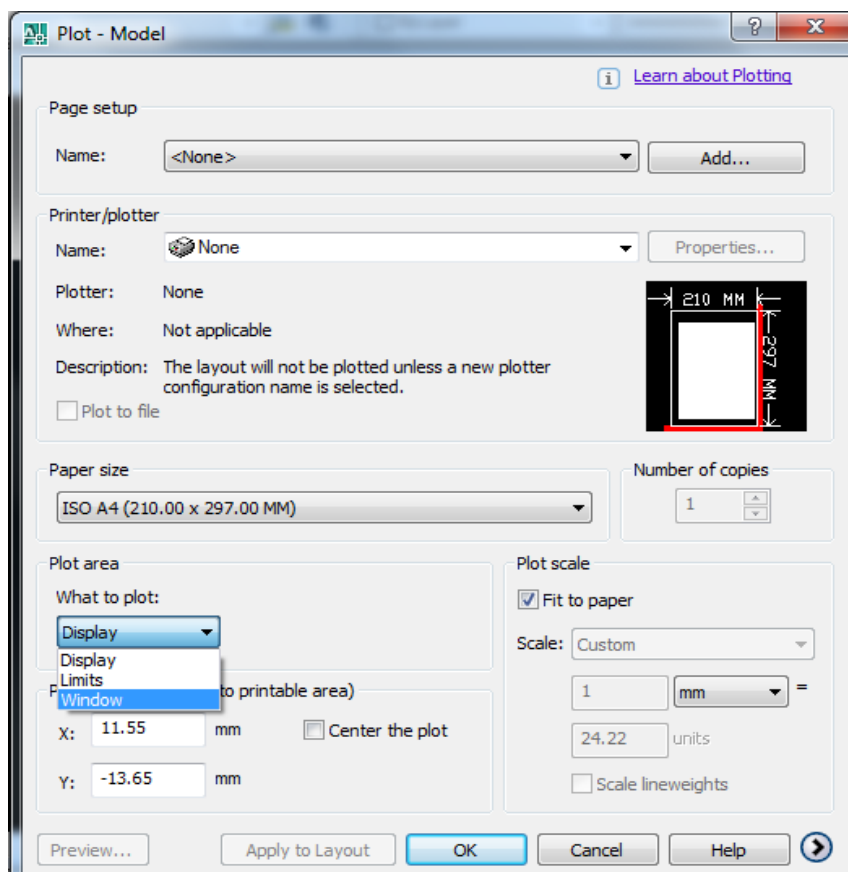 Plot - Model
Learn about Plotting
Page setup
Name: <None> Add...
Printer/plotter
Name: None Properties...
Plotter: None
Where: Not applicable
Description: The layout will not be plotted unless a new plotter
configuration name is selected.
Plot to file
210 MM
297 MM
Paper size
ISO A4 (210.00 x 297.00 MM)
Number of copies
1
Plot area
What to plot:
Display
Display
Limits
Window
to printable area)
X: 11.55 mm Center the plot
Y: -13.65 mm
Plot scale
Fit to paper
Scale: Custom
1 mm =
24.22 units
Scale lineweights
Preview... Apply to Layout OK Cancel Help